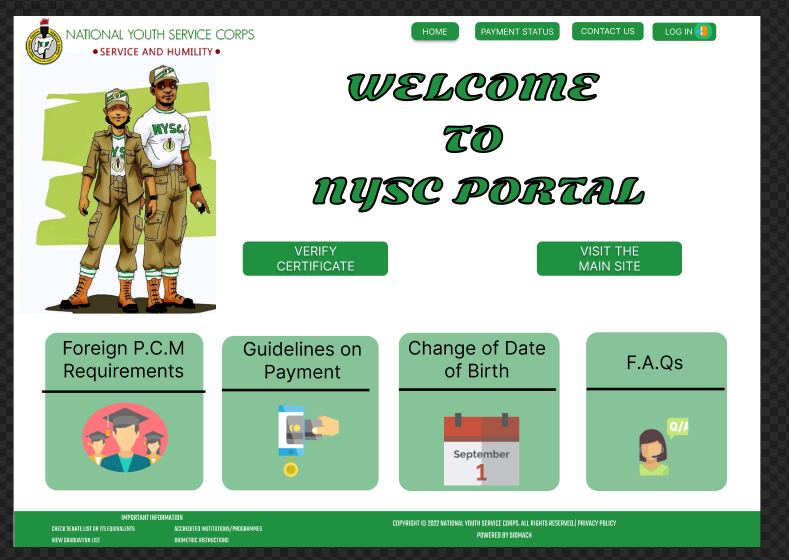 NATIONAL YOUTH SERVICE CORPS
•SERVICE AND HUMILITY•
HOME
PAYMENT STATUS
CONTACT US
LOG IN
WELCOME
TO
NYSC PORTAL
NYSC
YS
VERIFY
CERTIFICATE
VISIT THE
MAIN SITE
Foreign P.C.M
Requirements
Guidelines on
Payment
Change of Date
of Birth
F.A.Qs
September
1
Q/A
IMPORTANT INFORMATION
CHECK SENATE LIST OR ITS EQUIVALENTS
ACCREDITED INSTITUTIONS/PROGRAMMES
VIEW GRADUATION LIST
BIOMETRIC INSTRUCTIONS
COPYRIGHT © 2022 NATIONAL YOUTH SERVICE CORPS. ALL RIGHTS RESERVED.| PRIVACY POLICY
POWERED BY SIDMACH